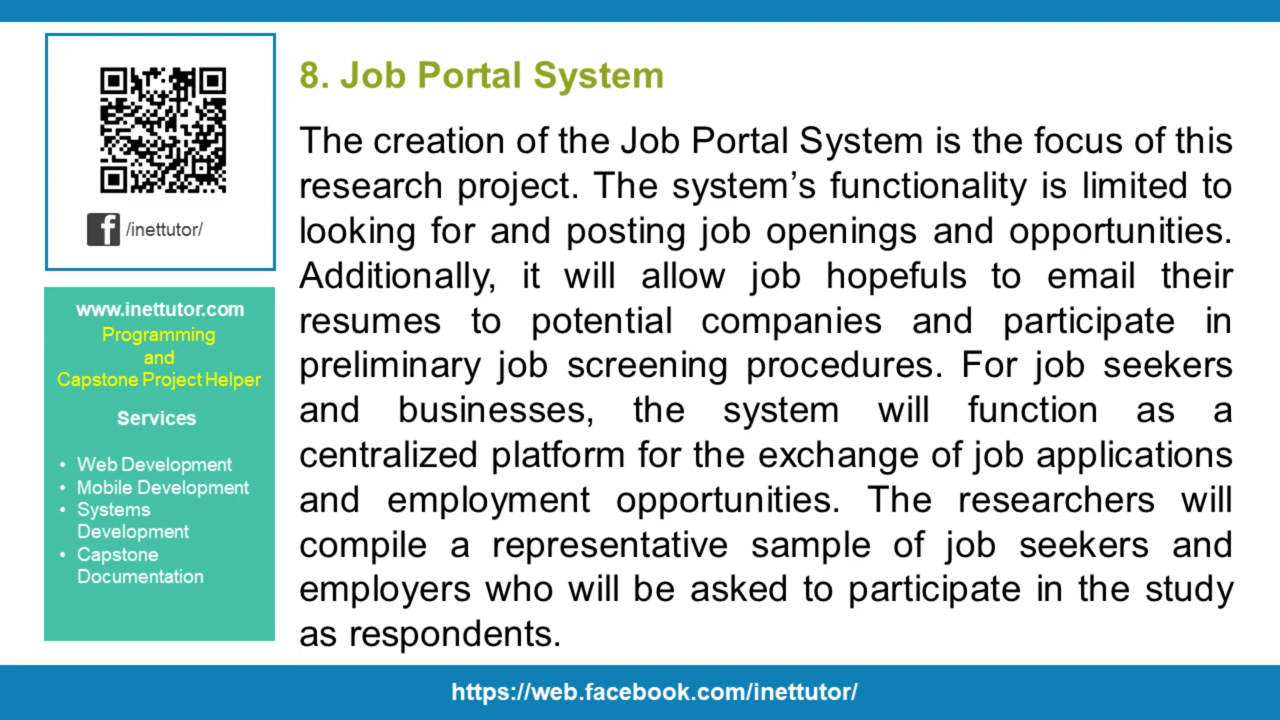 /inettutor/
www.inettutor.com
Programming
and
Capstone Project Helper
Services
• Web Development
• Mobile Development
• Systems
Development
• Capstone
Documentation
8. Job Portal System
The creation of the Job Portal System is the focus of this
research project. The system’s functionality is limited to
looking for and posting job openings and opportunities.
Additionally, it will allow job hopefuls to email their
resumes to potential companies and participate in
preliminary job screening procedures. For job seekers
and businesses, the system will function as a
centralized platform for the exchange of job applications
and employment opportunities. The researchers will
compile a representative sample of job seekers and
employers who will be asked to participate in the study
as respondents.
https://web.facebook.com/inettutor/